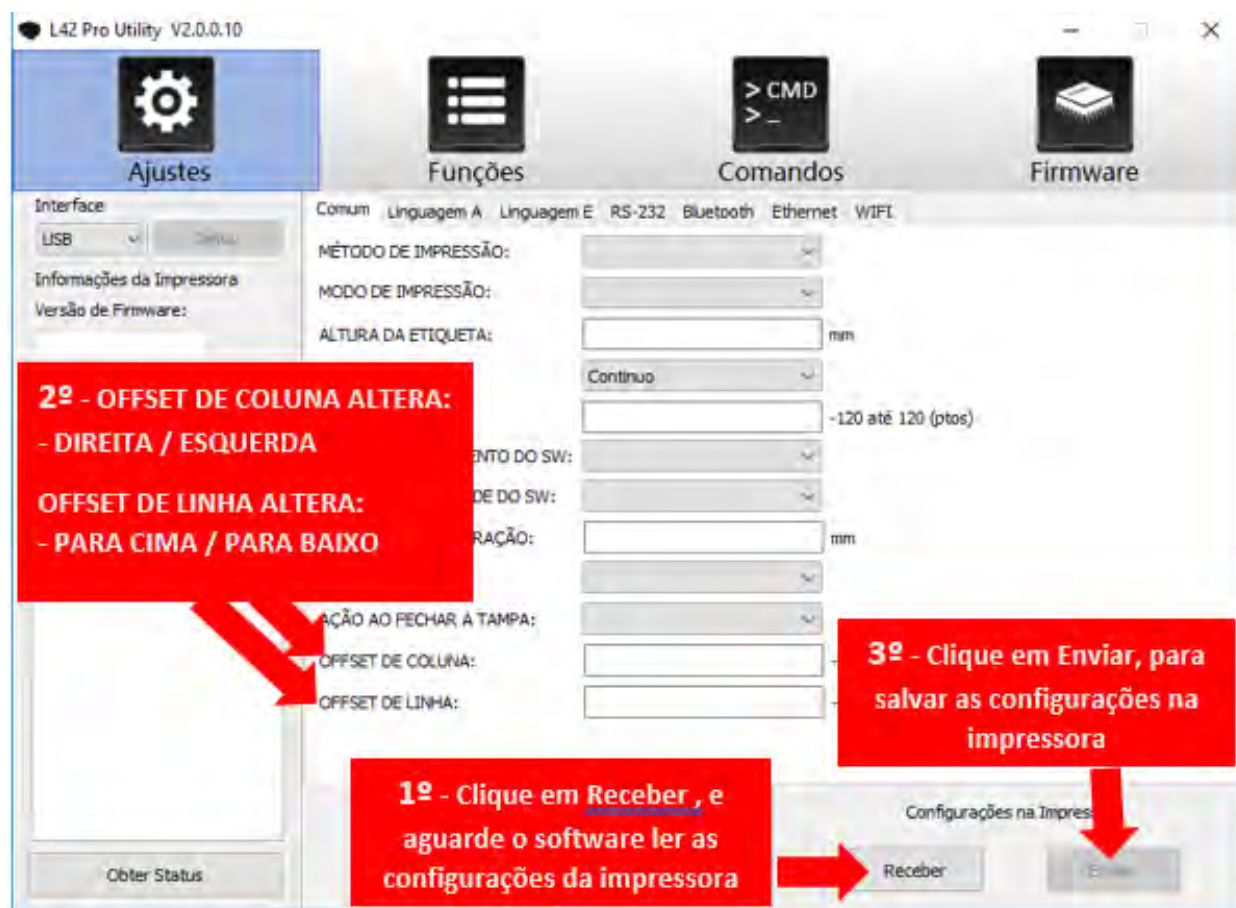 L42 Pro Utility V2.0.0.10
Ajustes
Funções
> CMD
> _
Comandos
Firmware
Interface
USB
Informações da Impressora
Versão de Firmware:
Comum Linguagem A Linguagem E RS-232 Bluetooth Ethernet WIFI
MÉTODO DE IMPRESSÃO:
MODO DE IMPRESSÃO:
ALTURA DA ETIQUETA: mm
Contínuo
-120 até 120 (ptos)
DO SW:
DE DO SW:
mm
AÇÃO AO FECHAR A TAMPA:
OFFSET DE COLUNA:
OFFSET DE LINHA:
2º - OFFSET DE COLUNA ALTERA:
- DIREITA / ESQUERDA
OFFSET DE LINHA ALTERA:
- PARA CIMA / PARA BAIXO
3º - Clique em Enviar, para
salvar as configurações na
impressora
1º - Clique em Receber , e
aguarde o software ler as
configurações da impressora
Configurações na
Receber
Obter Status